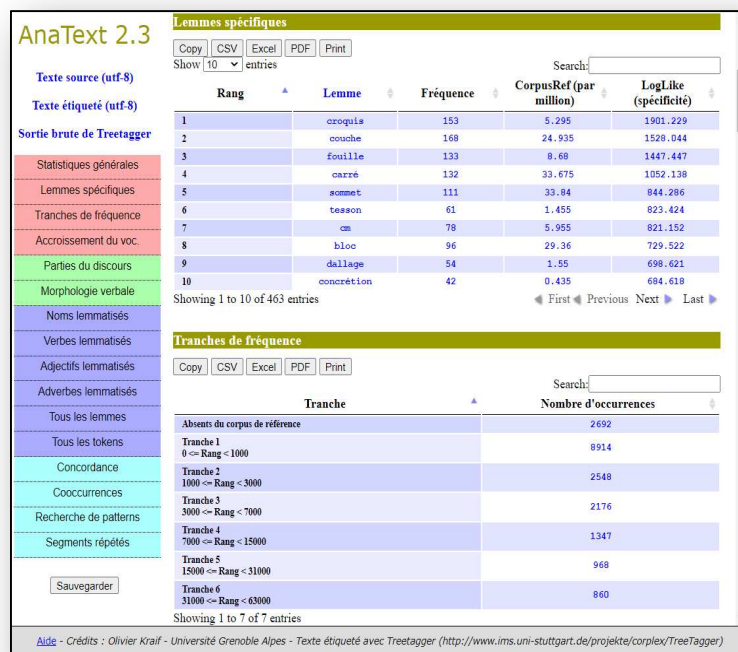 AnaText 2.3
Texte source (utf-8)
Texte étiqueté (utf-8)
Sortie brute de Treetagger
Statistiques générales
Lemmes spécifiques
Tranches de fréquence
Accroissement du voc.
Parties du discours
Morphologie verbale
Noms lemmatisés
Verbes lemmatisés
Adjectifs lemmatisés
Adverbes lemmatisés
Tous les lemmes
Tous les tokens
Concordance
Cooccurrences
Recherche de patterns
Segments répétés
Sauvegarder
Lemmes spécifiques
Copy CSV Excel PDF Print
Show 10 entries Search:
Rang Lemme Fréquence CorpusRef (par million) LogLike (spécificité)
1 croquis 153 5.295 1901.229
2 couche 168 24.935 1528.044
3 fouille 133 8.68 1447.447
4 carré 132 33.675 1052.138
5 sommet 111 33.84 844.286
6 tesson 61 1.455 823.424
7 cm 78 5.955 821.152
8 bloc 96 29.36 729.522
9 dallage 54 1.55 698.621
10 concrétion 42 0.435 684.618
Showing 1 to 10 of 463 entries First Previous Next Last
Tranches de fréquence
Copy CSV Excel PDF Print
Search:
Tranche Nombre d'occurrences
Absents du corpus de référence 2692
Tranche 1
0 <= Rang < 1000 8914
Tranche 2
1000 <= Rang < 3000 2548
Tranche 3
3000 <= Rang < 7000 2176
Tranche 4
7000 <= Rang < 15000 1347
Tranche 5
15000 <= Rang < 31000 968
Tranche 6
31000 <= Rang < 63000 860
Showing 1 to 7 of 7 entries
Aide - Crédits : Olivier Kraif - Université Grenoble Alpes - Texte étiqueté avec Treetagger (http://www.ims.uni-stuttgart.de/projekte/corplex/TreeTagger)